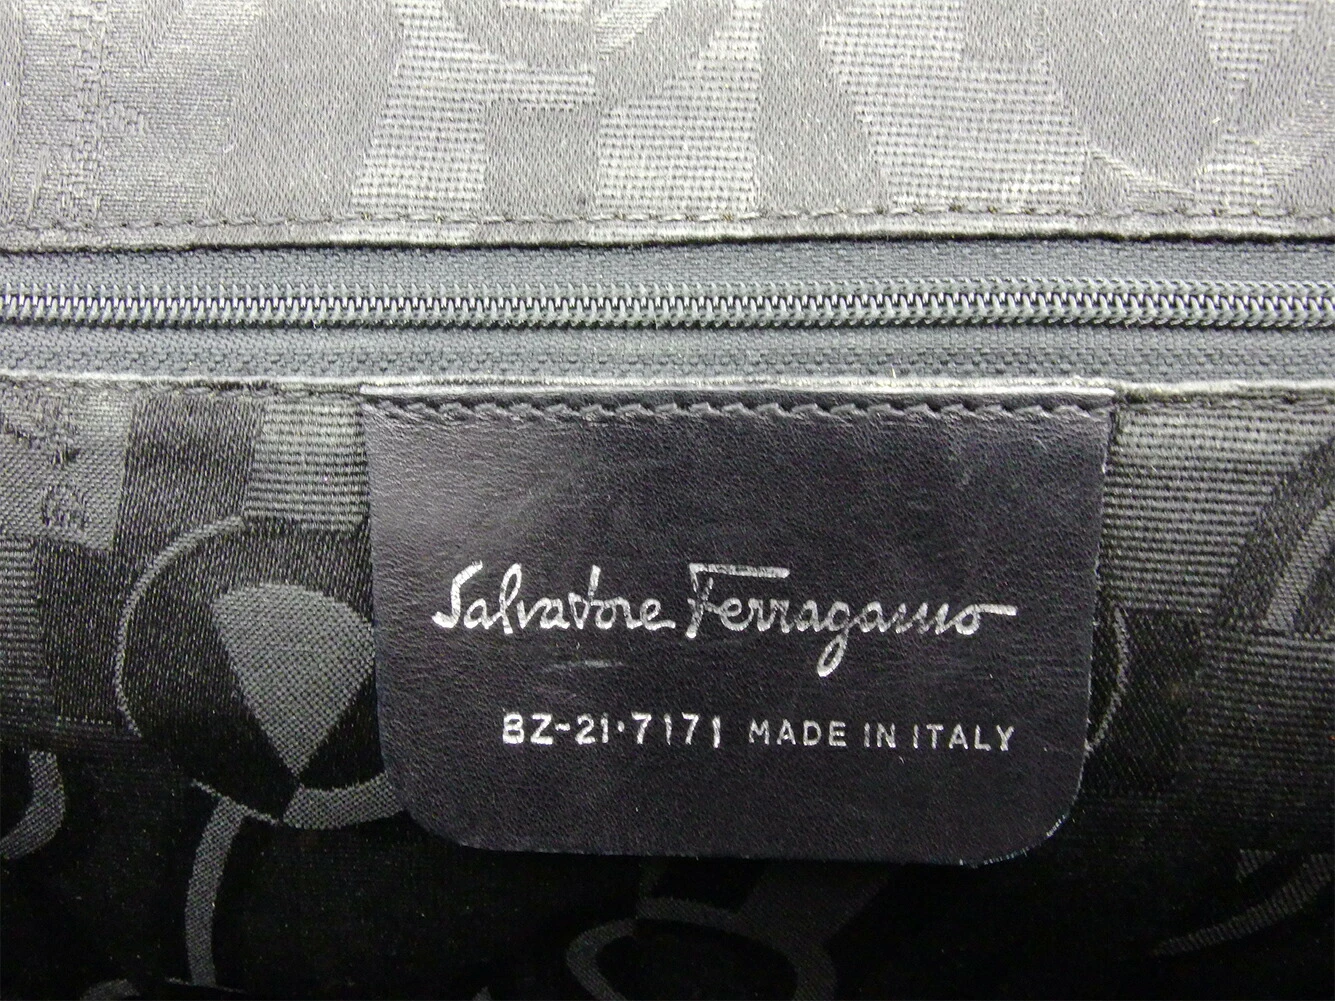 Salvatore Ferragamo
BZ-21·7171 MADE IN ITALY